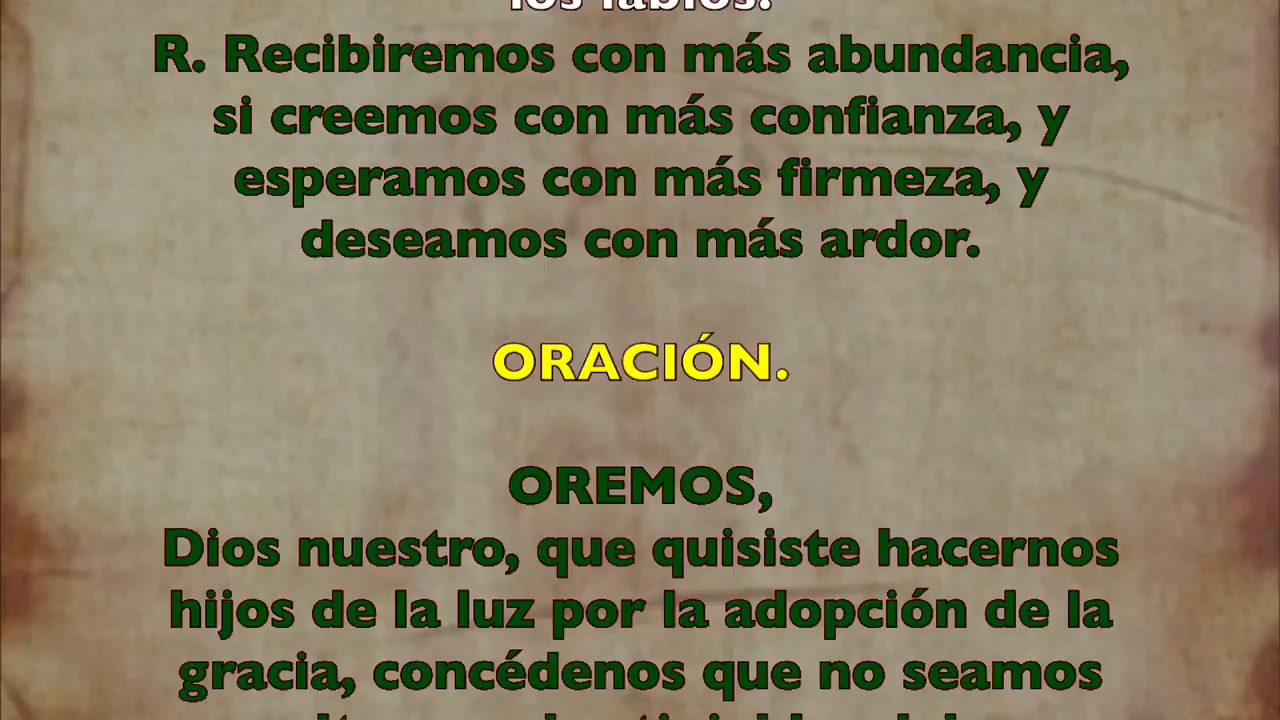 los labios.
R. Recibiremos con más abundancia,
si creemos con más confianza, y
esperamos con más firmeza, y
deseamos con más ardor.
ORACIÓN.
OREMOS,
Dios nuestro, que quisiste hacernos
hijos de la luz por la adopción de la
gracia, concédenos que no seamos